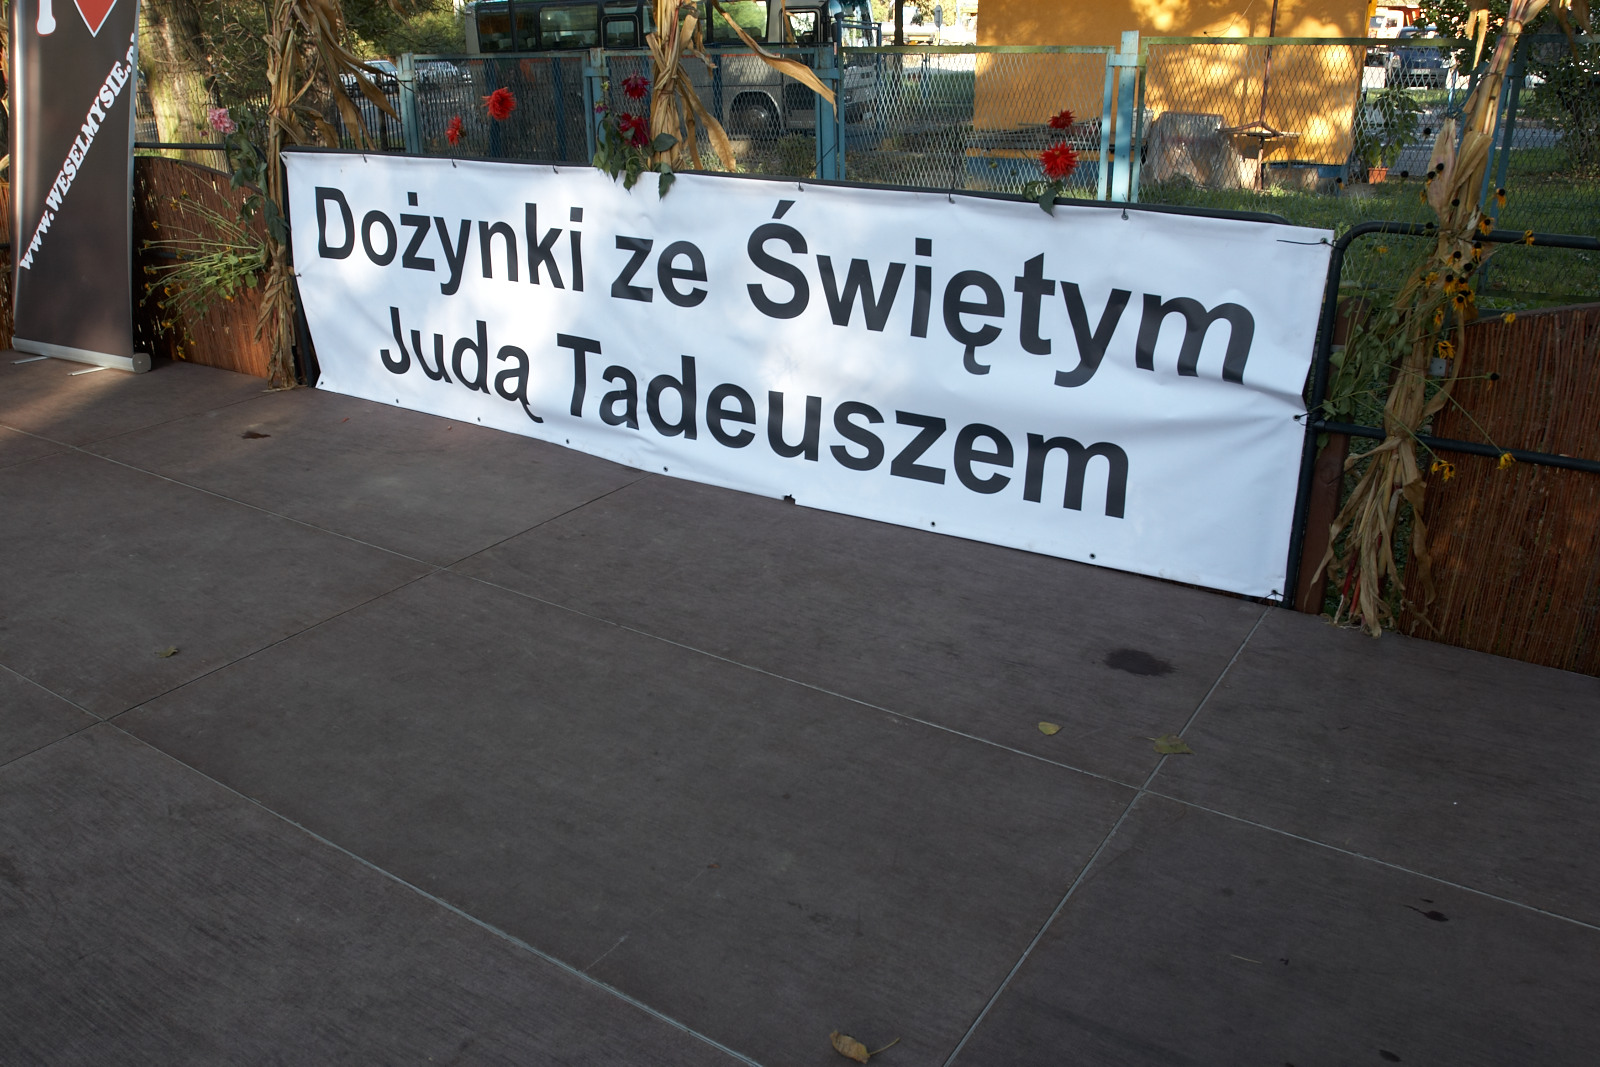 www.WESELMYSIE.
Dożynki ze Świętym
Judą Tadeuszem